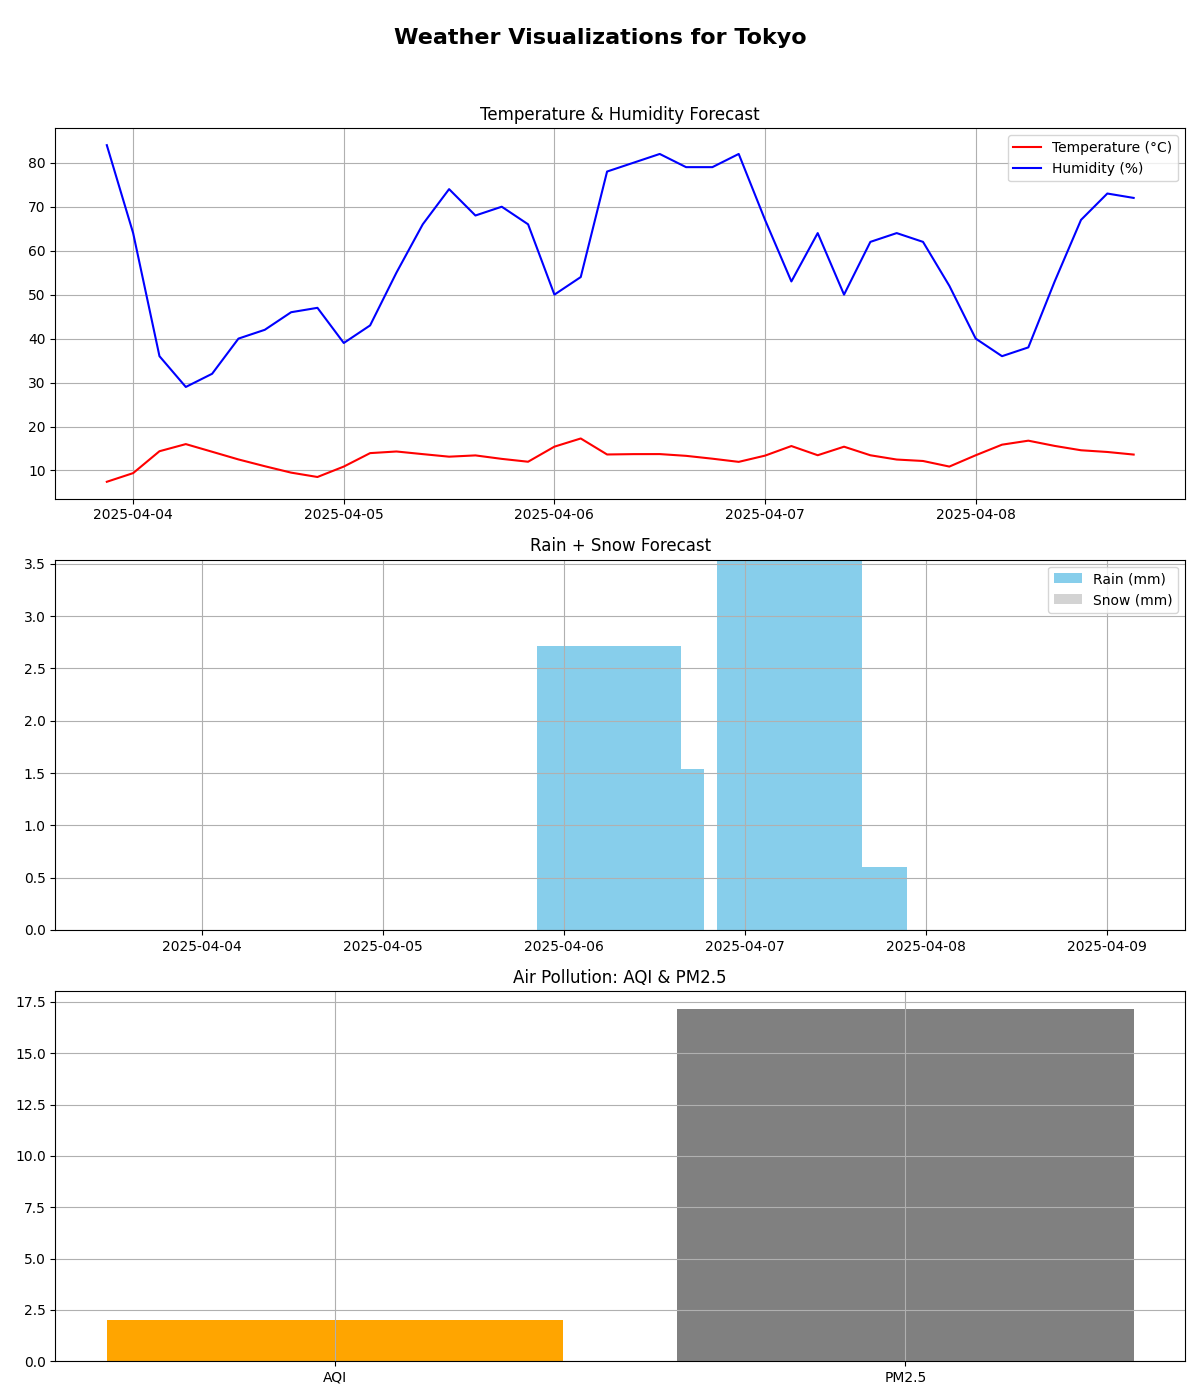 Weather Visualizations for Tokyo
Temperature & Humidity Forecast
Temperature (°C)
Humidity (%)
80
70
60
50
40
30
20
10
2025-04-04 2025-04-05 2025-04-06 2025-04-07 2025-04-08
Rain + Snow Forecast
Rain (mm)
Snow (mm)
3.5
3.0
2.5
2.0
1.5
1.0
0.5
0.0
2025-04-04 2025-04-05 2025-04-06 2025-04-07 2025-04-08 2025-04-09
Air Pollution: AQI & PM2.5
17.5
15.0
12.5
10.0
7.5
5.0
2.5
0.0
AQI PM2.5